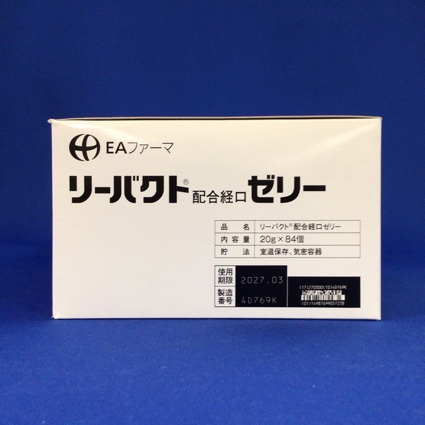 EAファーマ
リーバクト® 配合経口ゼリー
品名 リーバクト®配合経口ゼリー
内容量 20g×84個
貯法 室温保存、気密容器
使用期限 2027.03
製造番号 4D769K